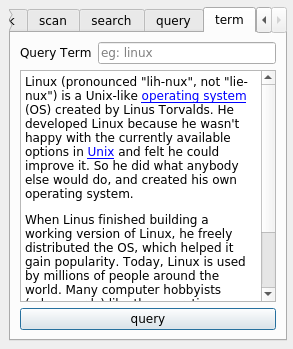 scan search query term
Query Term eg: linux
Linux (pronounced "lih-nux", not "lie-
nux") is a Unix-like operating system
(OS) created by Linus Torvalds. He
developed Linux because he wasn't
happy with the currently available
options in Unix and felt he could
improve it. So he did what anybody
else would do, and created his own
operating system.
When Linus finished building a
working version of Linux, he freely
distributed the OS, which helped it
gain popularity. Today, Linux is used
by millions of people around the
world. Many computer hobbyists
query